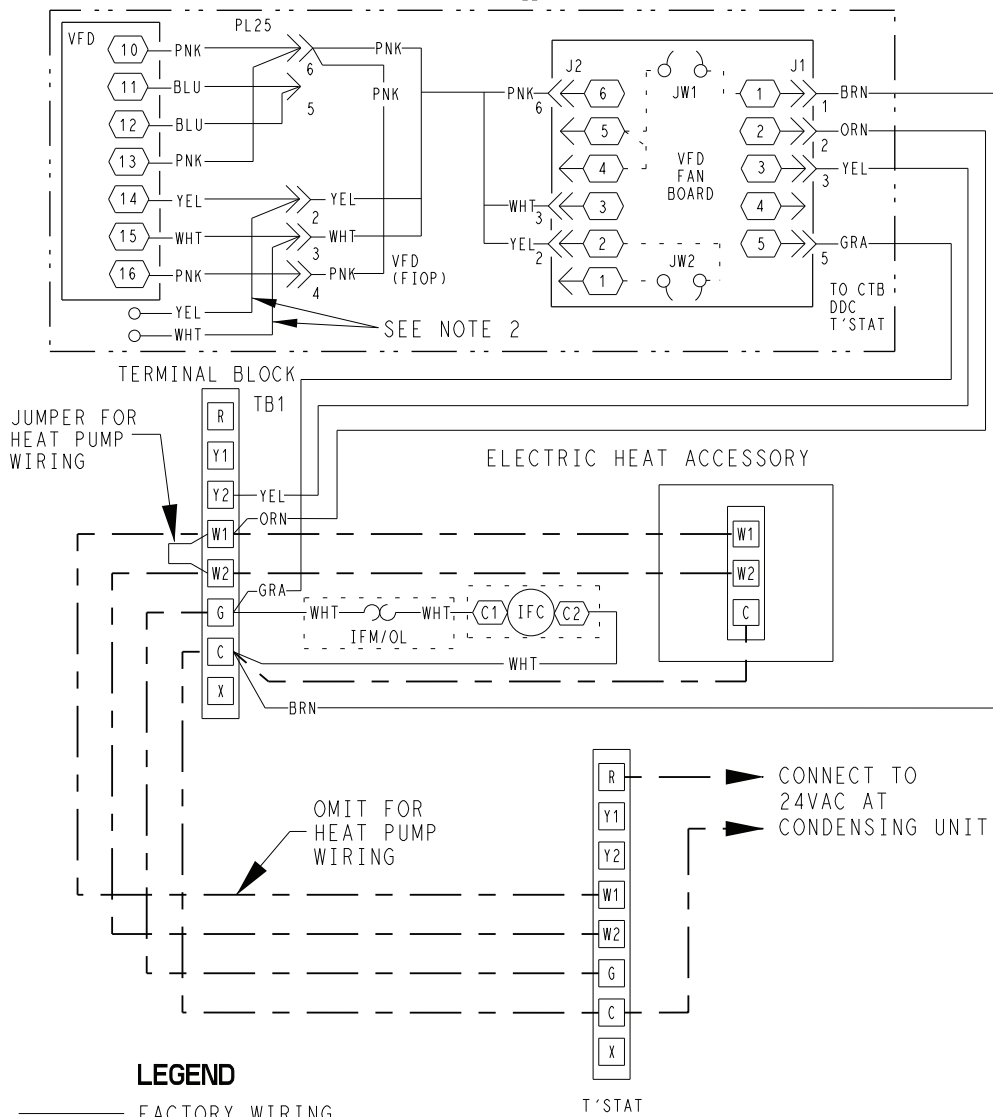 VFD
PL25
10
PNK
6
PNK
11
BLU
5
PNK
12
BLU
13
PNK
14
YEL
2
YEL
15
WHT
3
WHT
16
PNK
4
PNK
VFD
(FIOP)
YEL
WHT
SEE NOTE 2
J2
JW1
J1
PNK
6
6
1
1
BRN
5
2
2
ORN
4
VFD
FAN
BOARD
3
3
YEL
WHT
3
3
4
YEL
2
2
5
5
GRA
1
JW2
TO CTB
DDC
T'STAT
TERMINAL BLOCK
TB1
JUMPER FOR
HEAT PUMP
WIRING
R
Y1
Y2
YEL
W1
ORN
W2
G
GRA
C
X
BRN
WHT
WHT
IFM/OL
C1
IFC
C2
WHT
ELECTRIC HEAT ACCESSORY
W1
W2
C
OMIT FOR
HEAT PUMP
WIRING
R
Y1
Y2
W1
W2
G
C
X
T'STAT
CONNECT TO
24VAC AT
CONDENSING UNIT
LEGEND
FACTORY WIRING